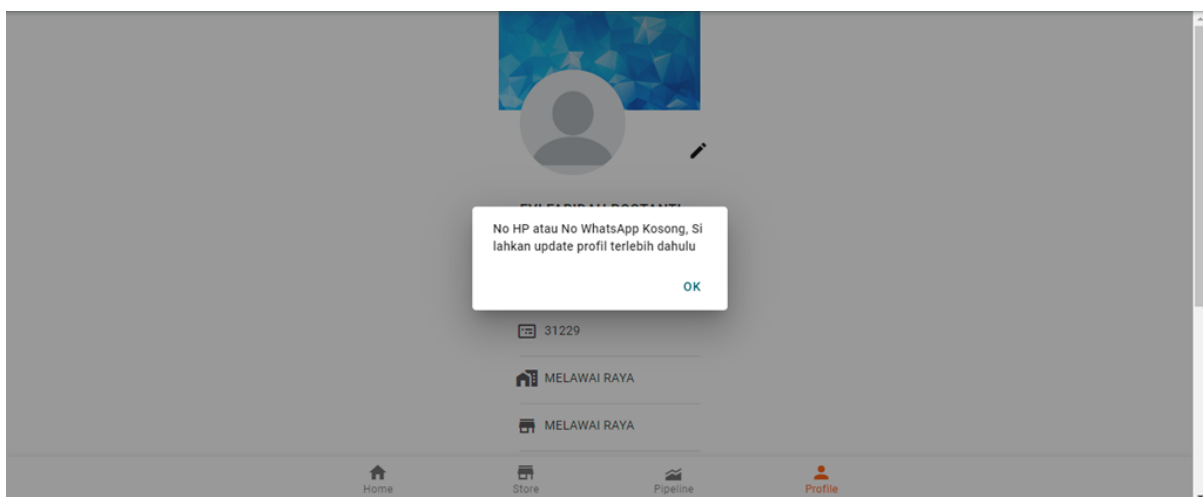 No HP atau No WhatsApp Kosong, Si
lahkan update profil terlebih dahulu
OK
31229
MELAWAI RAYA
MELAWAI RAYA
Home
Store
Pipeline
Profile